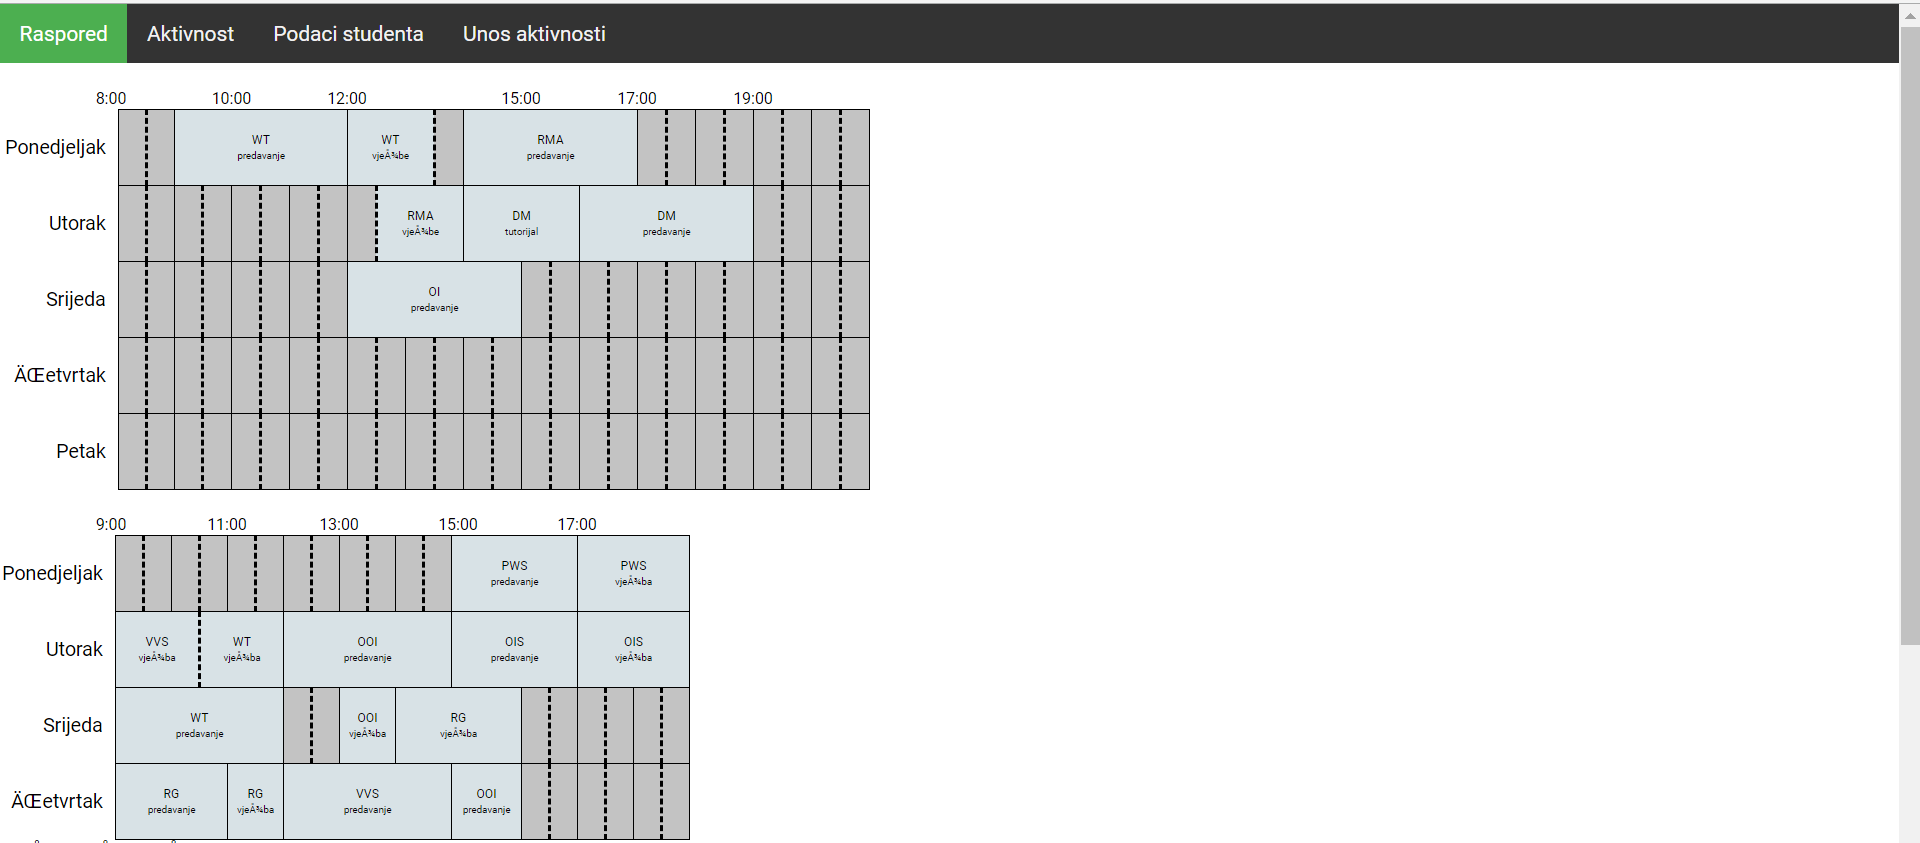 Raspored Aktivnost Podaci studenta Unos aktivnosti
8:00 10:00 12:00 15:00 17:00 19:00
Ponedjeljak
WT
predavanje
WT
vjeÅ¾be
RMA
predavanje
Utorak
RMA
vjeÅ¾be
DM
tutorijal
DM
predavanje
Srijeda
OI
predavanje
ÄŒetvrtak
Petak
9:00 11:00 13:00 15:00 17:00
Ponedjeljak
PWS
predavanje
PWS
vjeÅ¾ba
Utorak
VVS
vjeÅ¾ba
WT
vjeÅ¾ba
OOI
predavanje
OIS
predavanje
OIS
vjeÅ¾ba
Srijeda
WT
predavanje
OOI
vjeÅ¾ba
RG
vjeÅ¾ba
ÄŒetvrtak
RG
predavanje
RG
vjeÅ¾ba
VVS
predavanje
OOI
predavanje